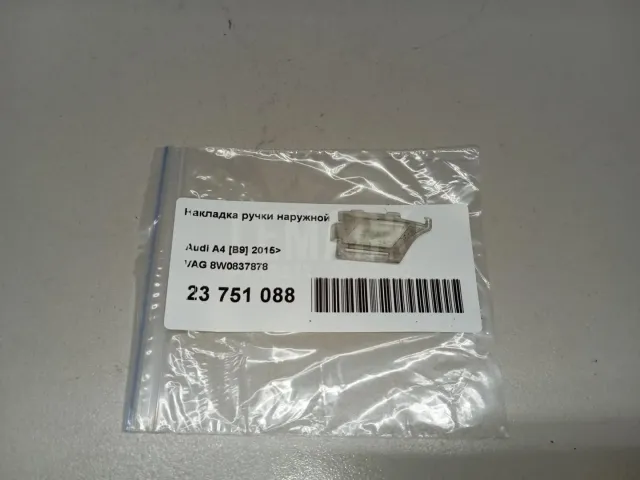 Накладка ручки наружной
Audi A4 [B9] 2015>
VAG 8W0837878
23 751 088